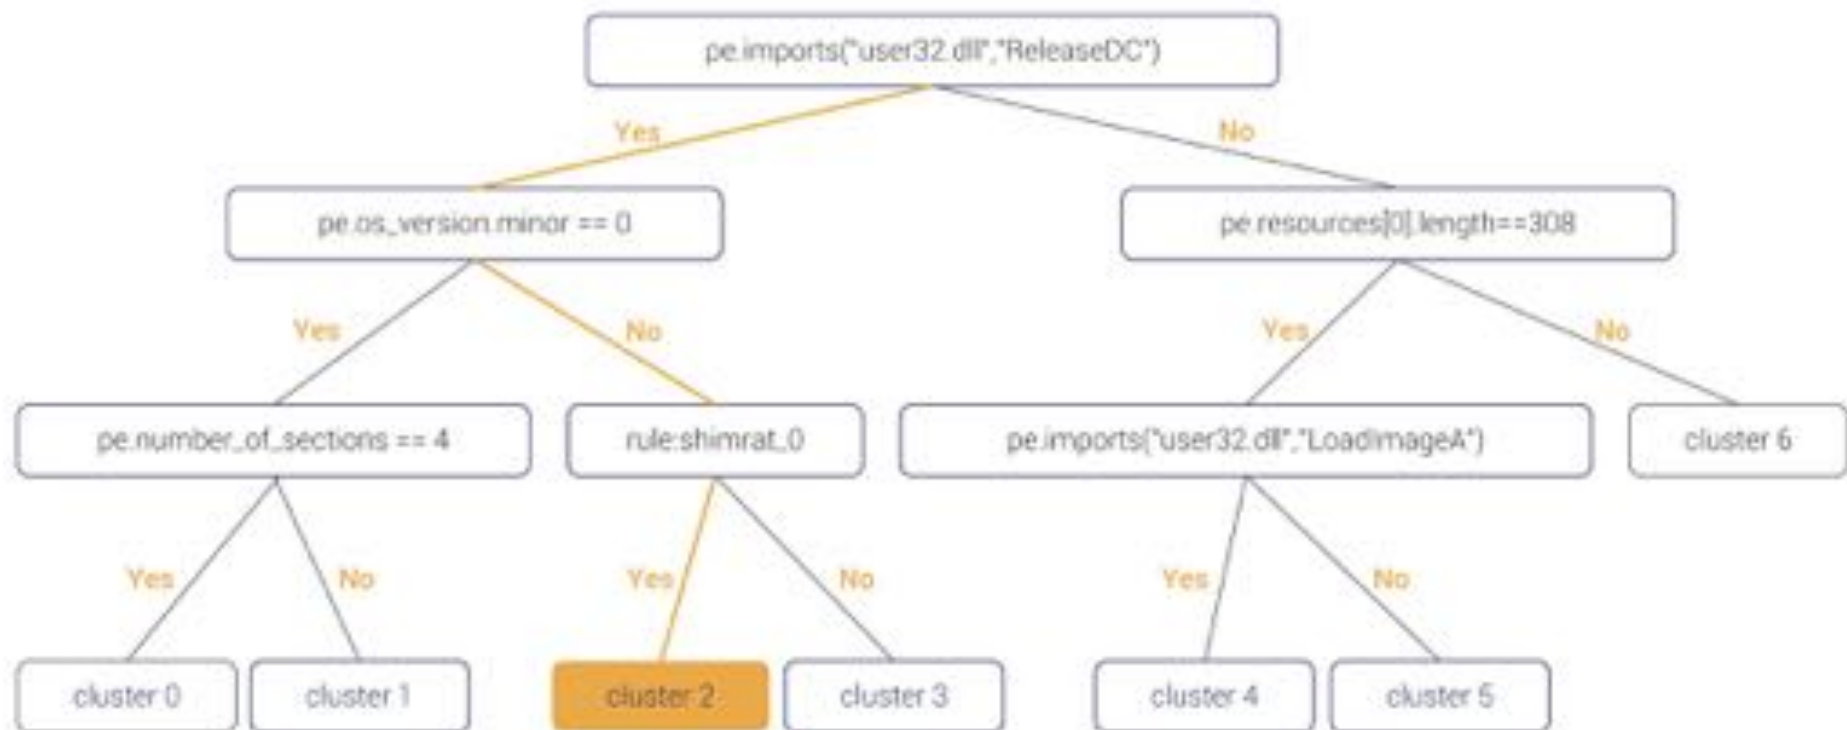 pe.imports("user32.dll","ReleaseDC")
Yes
No
pe.os_version.minor == 0
pe.resources[0].length==308
Yes
No
Yes
No
pe.number_of_sections == 4
rule:shimrat_0
pe.imports("user32.dll","LoadImageA")
cluster 6
Yes
No
Yes
No
Yes
No
cluster 0
cluster 1
cluster 2
cluster 3
cluster 4
cluster 5